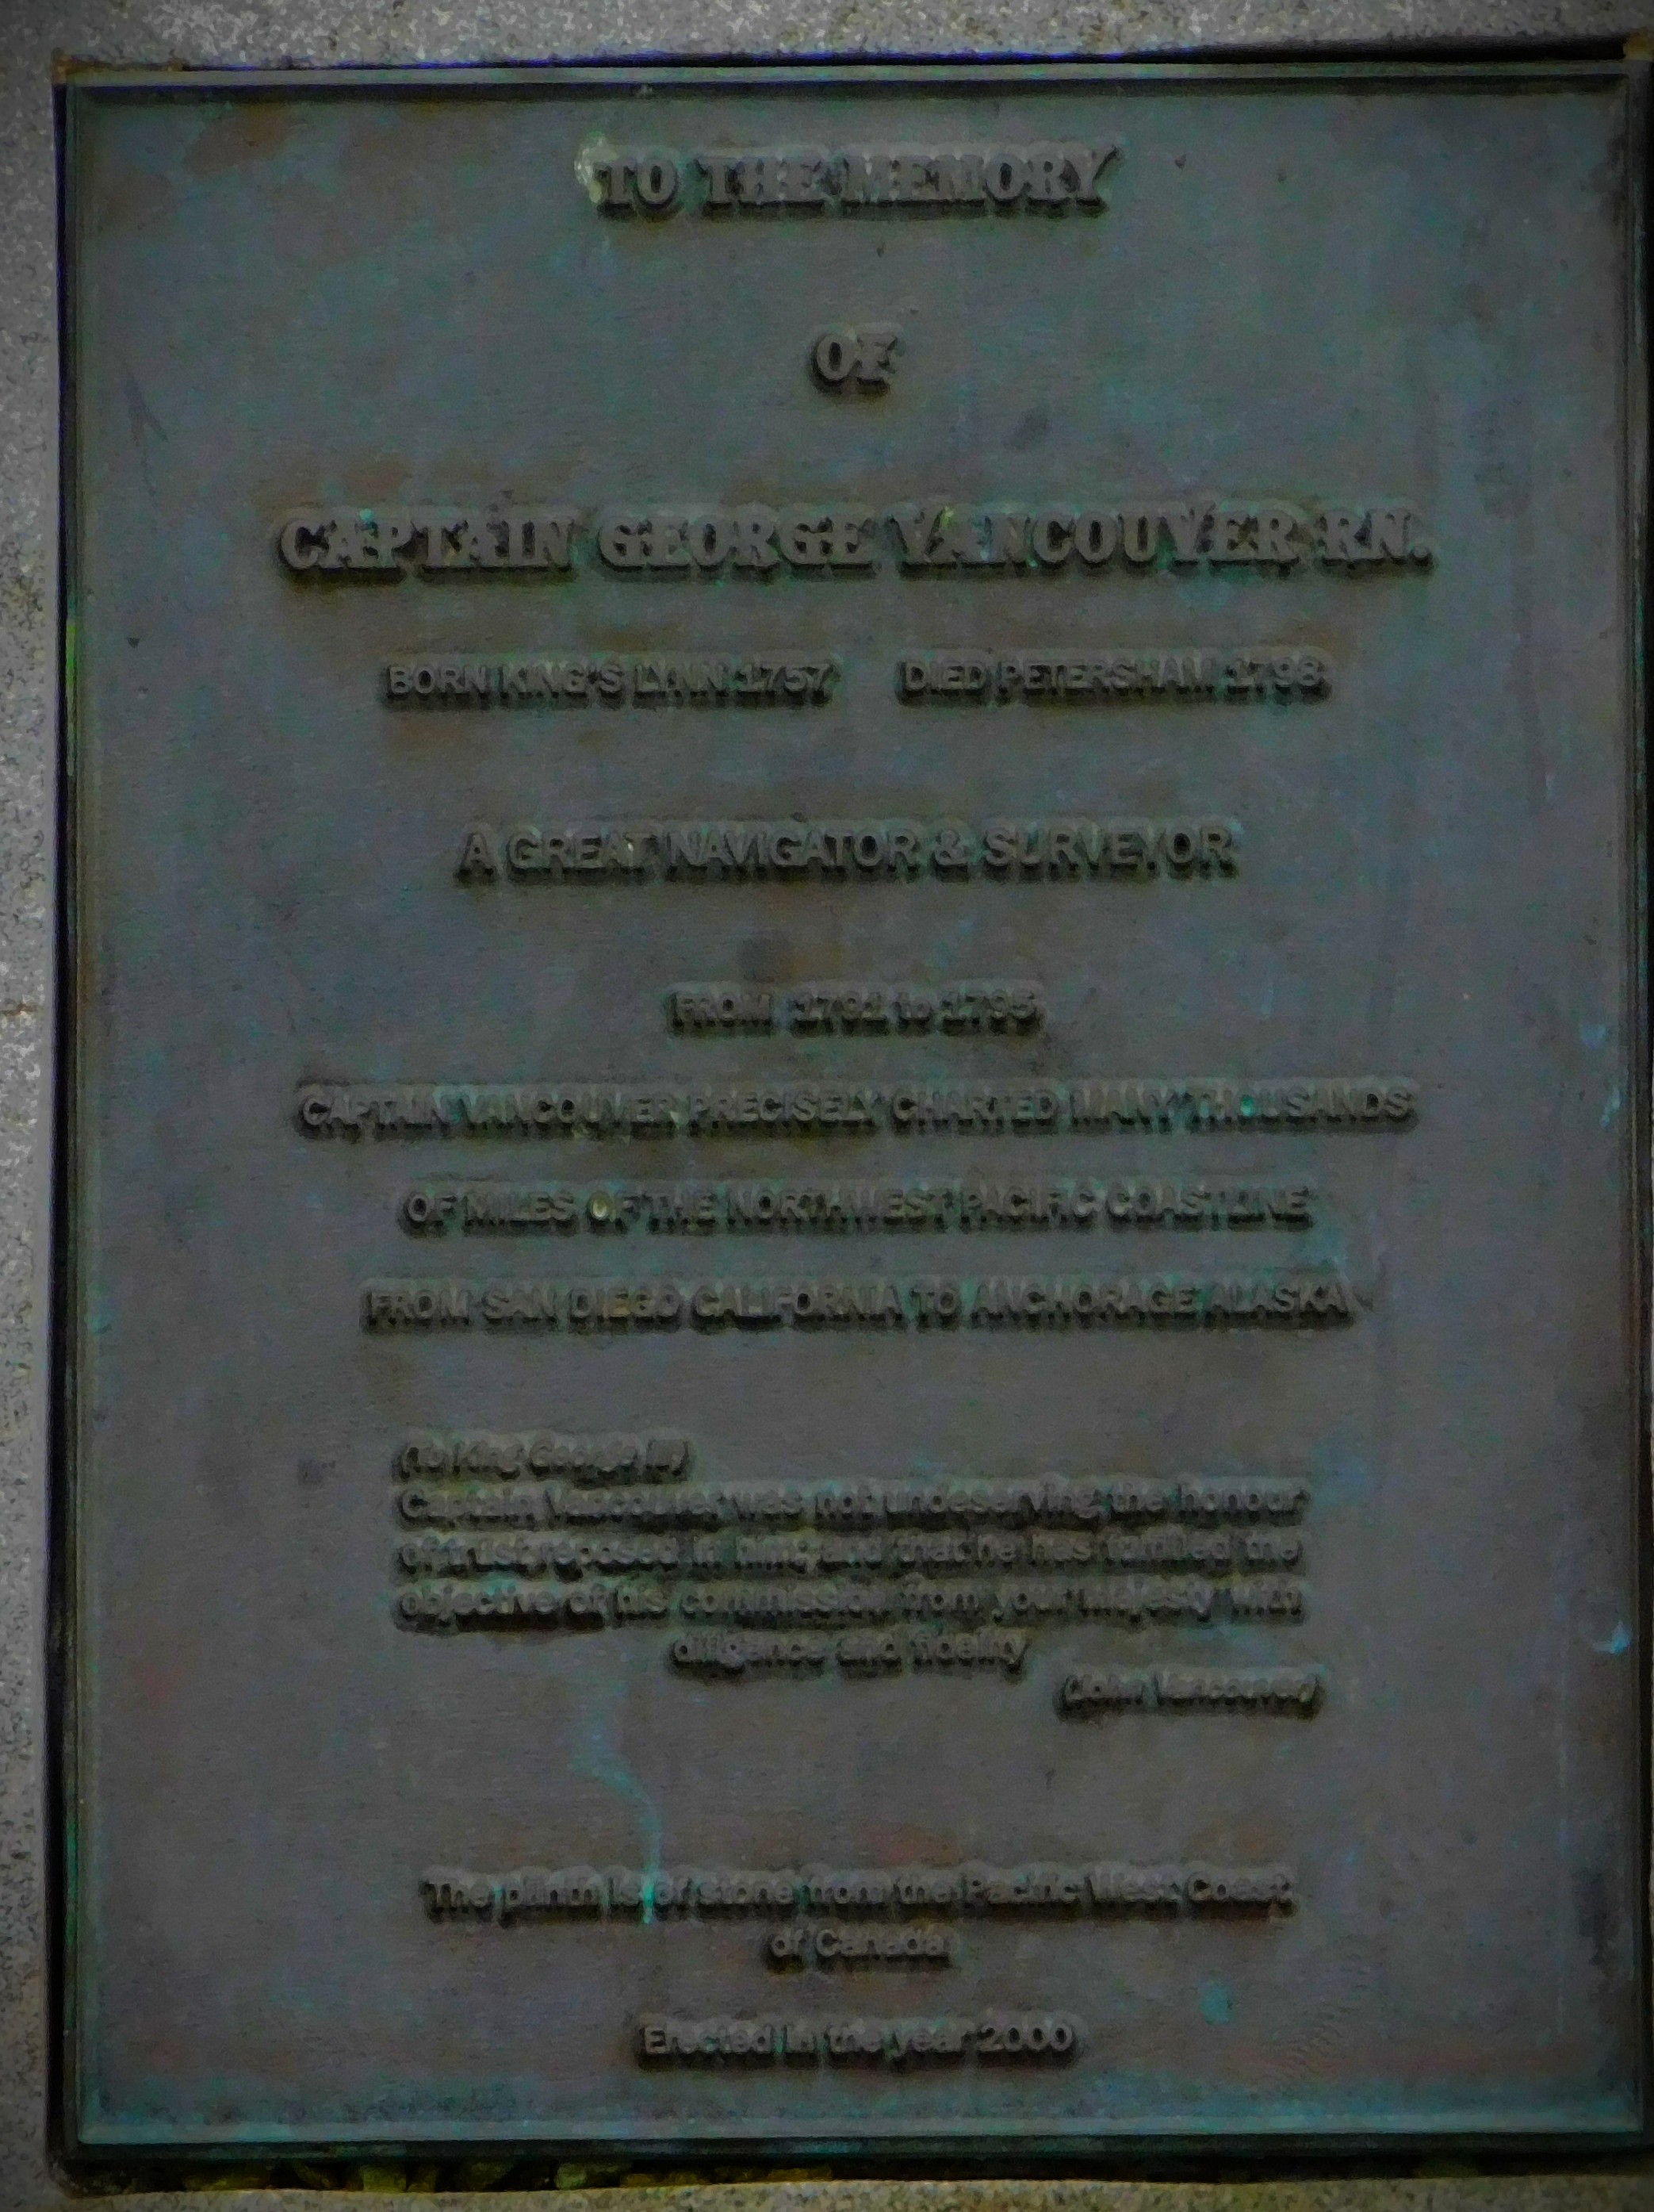 TO THE MEMORY
OF
CAPTAIN GEORGE VANCOUVER RN.
BORN KING'S LYNN 1757 DIED PETERSHAM 1798
A GREAT NAVIGATOR & SURVEYOR
FROM 1791 to 1795
CAPTAIN VANCOUVER PRECISELY CHARTED MANY THOUSANDS
OF MILES OF THE NORTHWEST PACIFIC COASTLINE
FROM SAN DIEGO CALIFORNIA TO ANCHORAGE ALASKA
(To King George
Captain Vancouver was not undeserving the honour
of trust reposed in him, and that he has fulfilled the
objective of his commission from your Majesty with
diligence and fidelity
(John Vancouver)
The plinth is of stone from the Pacific West Coast
of Canada
Erected in the year 2000